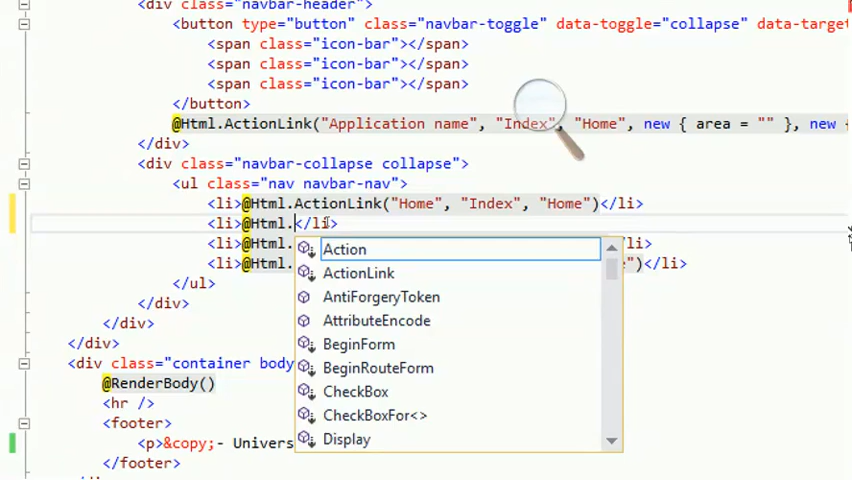 <div class="navbar-header">
<button type="button" class="navbar-toggle" data-toggle="collapse" data-target
<span class="icon-bar"></span>
<span class="icon-bar"></span>
<span class="icon-bar"></span>
</button>
@Html.ActionLink("Application name", "Index", "Home", new { area = "" }, new {
</div>
<div class="navbar-collapse collapse">
<ul class="nav navbar-nav">
<li>@Html.ActionLink("Home", "Index", "Home")</li>
<li>@Html.</li>
<li>@Html. </li>
<li>@Html. ")</li>
</ul>
</div>
</div>
</div>
<div class="container body
@RenderBody()
<hr />
<footer>
<p>&copy;- Univers
</footer>
Action
ActionLink
AntiForgeryToken
AttributeEncode
BeginForm
BeginRouteForm
CheckBox
CheckBoxFor<>
Display